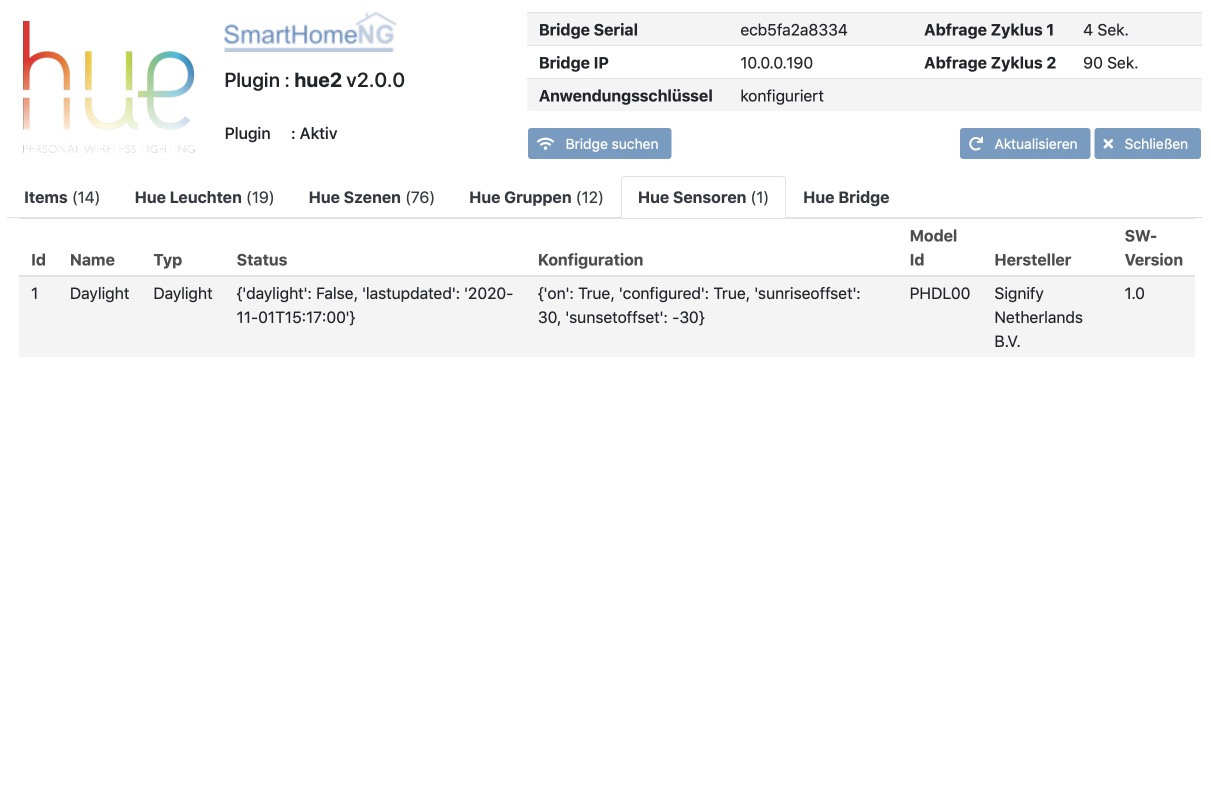 hue
PERSONAL WIRELESS LIGHTING
SmartHomeNG
Plugin : hue2 v2.0.0
Plugin : Aktiv
Bridge Serial ecb5fa2a8334 Abfrage Zyklus 1 4 Sek.
Bridge IP 10.0.0.190 Abfrage Zyklus 2 90 Sek.
Anwendungsschlüssel konfiguriert
Bridge suchen Aktualisieren Schließen
Items (14) Hue Leuchten (19) Hue Szenen (76) Hue Gruppen (12) Hue Sensoren (1) Hue Bridge
Model SW-
Id Name Typ Status Konfiguration Id Hersteller Version
1 Daylight Daylight {'daylight': False, 'lastupdated': '2020- {'on': True, 'configured': True, 'sunriseoffset': PHDL00 Signify 1.0
11-01T15:17:00'} 30, 'sunsetoffset': -30} Netherlands
B.V.